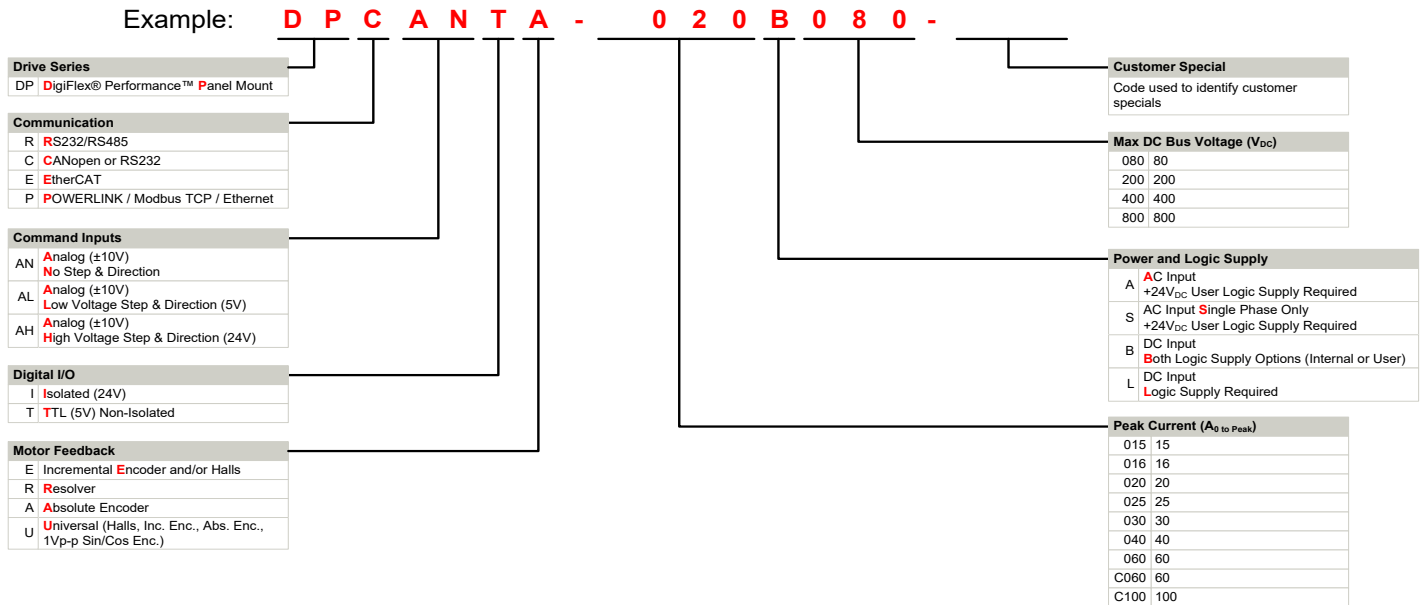 Example: D P C A N T A - 0 2 0 B 0 8 0 -
Drive Series
DP DigiFlex® Performance™ Panel Mount
Communication
R RS232/RS485
C CANopen or RS232
E EtherCAT
P POWERLINK / Modbus TCP / Ethernet
Command Inputs
AN Analog (±10V)
No Step & Direction
AL Analog (±10V)
Low Voltage Step & Direction (5V)
AH Analog (±10V)
High Voltage Step & Direction (24V)
Digital I/O
I Isolated (24V)
T TTL (5V) Non-Isolated
Motor Feedback
E Incremental Encoder and/or Halls
R Resolver
A Absolute Encoder
U Universal (Halls, Inc. Enc., Abs. Enc.,
1Vp-p Sin/Cos Enc.)
Customer Special
Code used to identify customer
specials
Max DC Bus Voltage (VDC)
080 80
200 200
400 400
800 800
Power and Logic Supply
A AC Input
+24VDC User Logic Supply Required
S AC Input Single Phase Only
+24VDC User Logic Supply Required
B DC Input
Both Logic Supply Options (Internal or User)
L DC Input
Logic Supply Required
Peak Current (A0 to Peak)
015 15
016 16
020 20
025 25
030 30
040 40
060 60
C060 60
C100 100